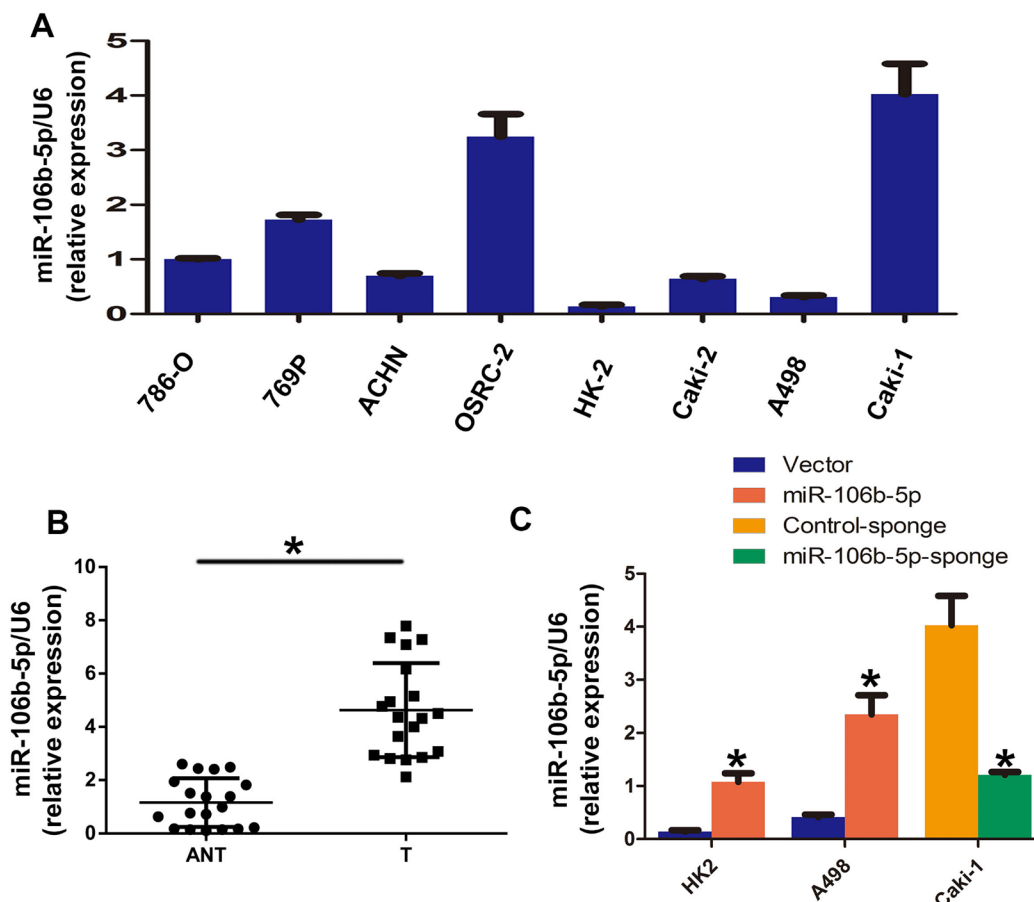 A
miR-106b-5p/U6
(relative expression)
5
4
3
2
1
0
786-O
769P
ACHN
OSRC-2
HK-2
Caki-2
A498
Caki-1
B
miR-106b-5p/U6
(relative expression)
10
8
6
4
2
0
*
ANT
T
C
Vector
miR-106b-5p
Control-sponge
miR-106b-5p-sponge
miR-106b-5p/U6
(relative expression)
5
4
3
2
1
0
*
*
*
HK2
A498
Caki-1